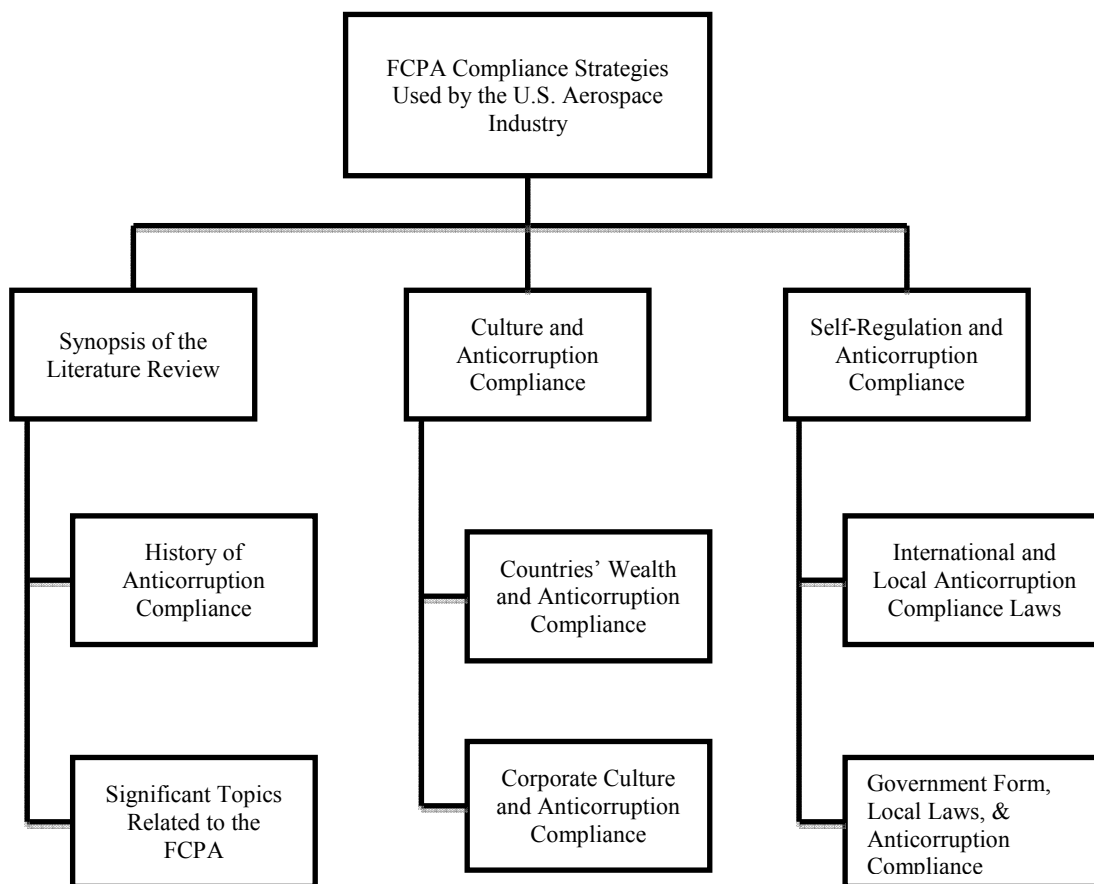 FCPA Compliance Strategies
Used by the U.S. Aerospace
Industry
Synopsis of the
Literature Review
Culture and
Anticorruption
Compliance
Self-Regulation and
Anticorruption
Compliance
History of
Anticorruption
Compliance
Countries’ Wealth
and Anticorruption
Compliance
International and
Local Anticorruption
Compliance Laws
Significant Topics
Related to the
FCPA
Corporate Culture
and Anticorruption
Compliance
Government Form,
Local Laws, &
Anticorruption
Compliance